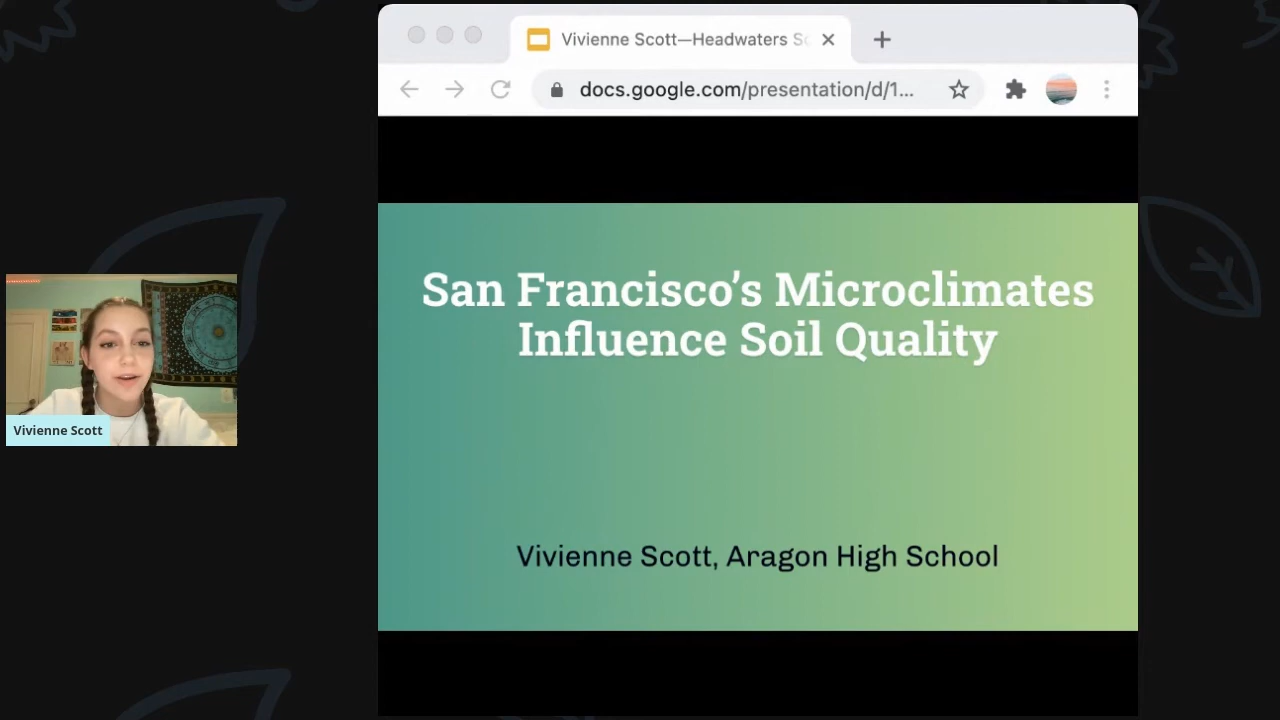 Vivienne Scott—Headwaters Sc
docs.google.com/presentation/d/1...
San Francisco’s Microclimates
Influence Soil Quality
Vivienne Scott, Aragon High School
Vivienne Scott